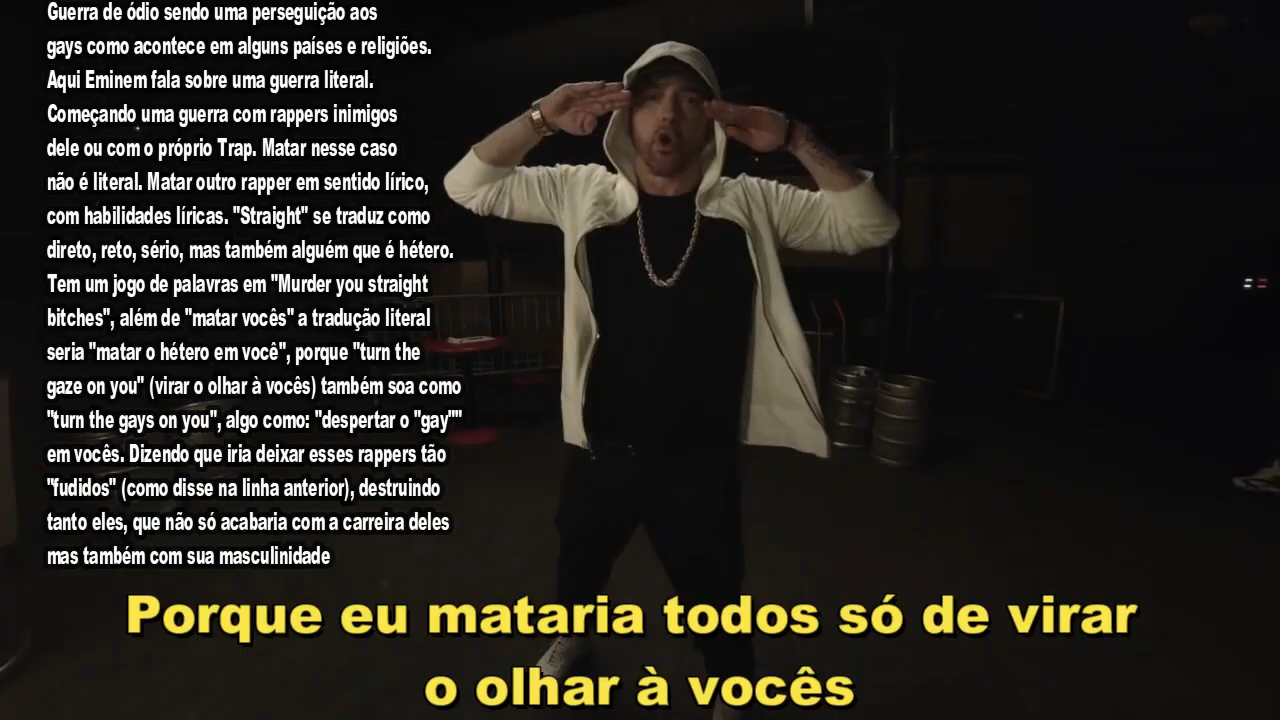 Guerra de ódio sendo uma perseguição aos
gays como acontece em alguns países e religiões.
Aqui Eminem fala sobre uma guerra literal.
Começando uma guerra com rappers inimigos
dele ou com o próprio Trap. Matar nesse caso
não é literal. Matar outro rapper em sentido lírico,
com habilidades líricas. "Straight" se traduz como
direto, reto, sério, mas também alguém que é hétero.
Tem um jogo de palavras em "Murder you straight
bitches", além de "matar vocês" a tradução literal
seria "matar o hétero em você", porque "turn the
gaze on you" (virar o olhar à vocês) também soa como
"turn the gays on you", algo como: "despertar o "gay""
em vocês. Dizendo que iria deixar esses rappers tão
"fudidos" (como disse na linha anterior), destruindo
tanto eles, que não só acabaria com a carreira deles
mas também com sua masculinidade
Porque eu mataria todos só de virar
o olhar à vocês